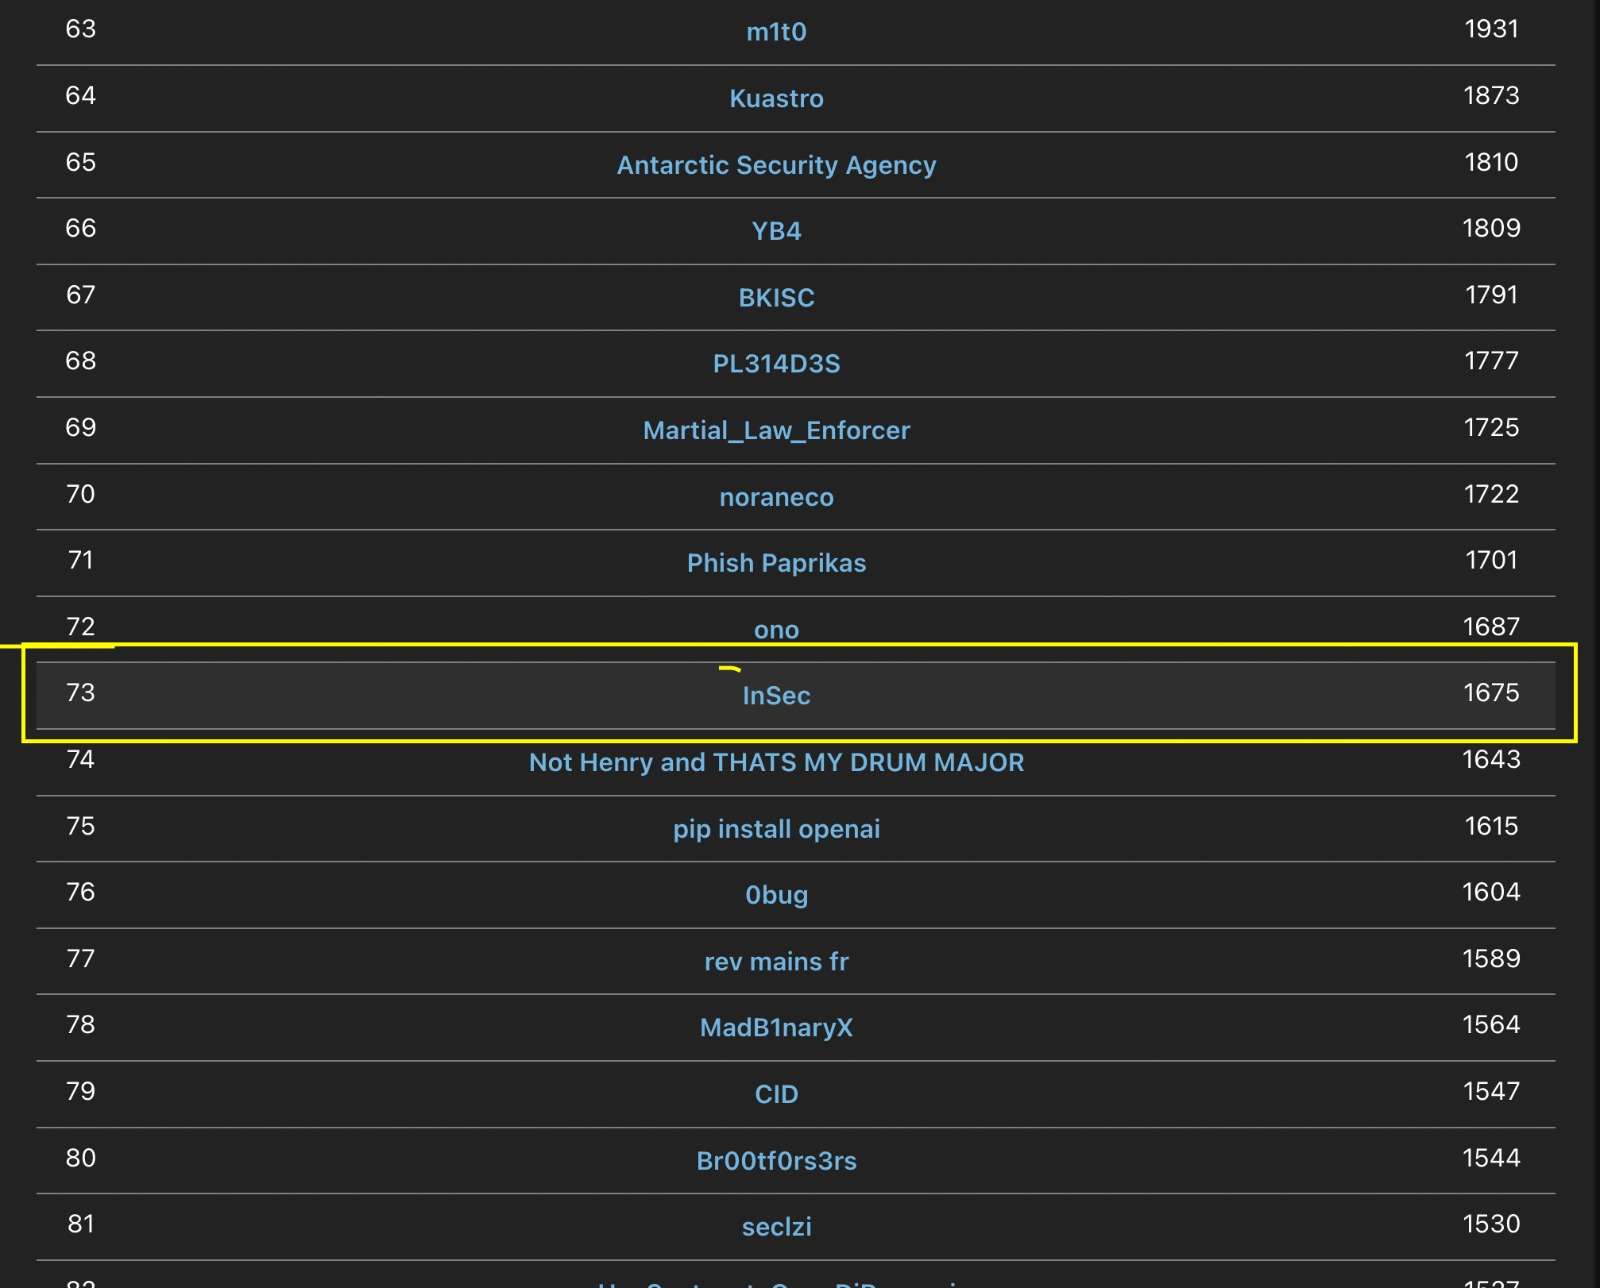 63 m1t0 1931
64 Kuastro 1873
65 Antarctic Security Agency 1810
66 YB4 1809
67 BKISC 1791
68 PL314D3S 1777
69 Martial_Law_Enforcer 1725
70 noraneco 1722
71 Phish Paprikas 1701
72 ono 1687
73 InSec 1675
74 Not Henry and THATS MY DRUM MAJOR 1643
75 pip install openai 1615
76 0bug 1604
77 rev mains fr 1589
78 MadB1naryX 1564
79 CID 1547
80 Br00tf0rs3rs 1544
81 seclzi 1530